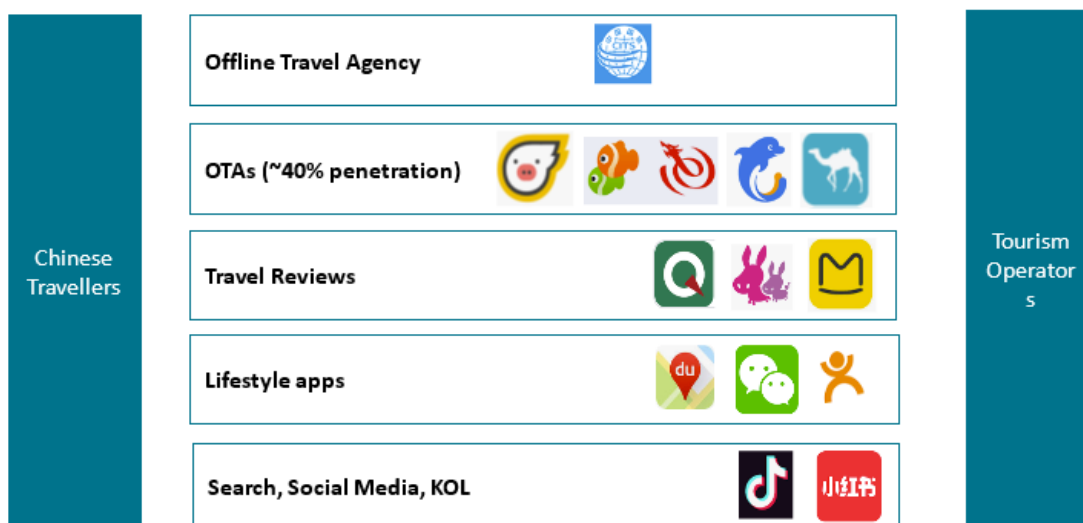 Chinese
Travellers
Offline Travel Agency
OTAs (~40% penetration)
Travel Reviews
Lifestyle apps
du
Search, Social Media, KOL
小红书
Tourism
Operator
s